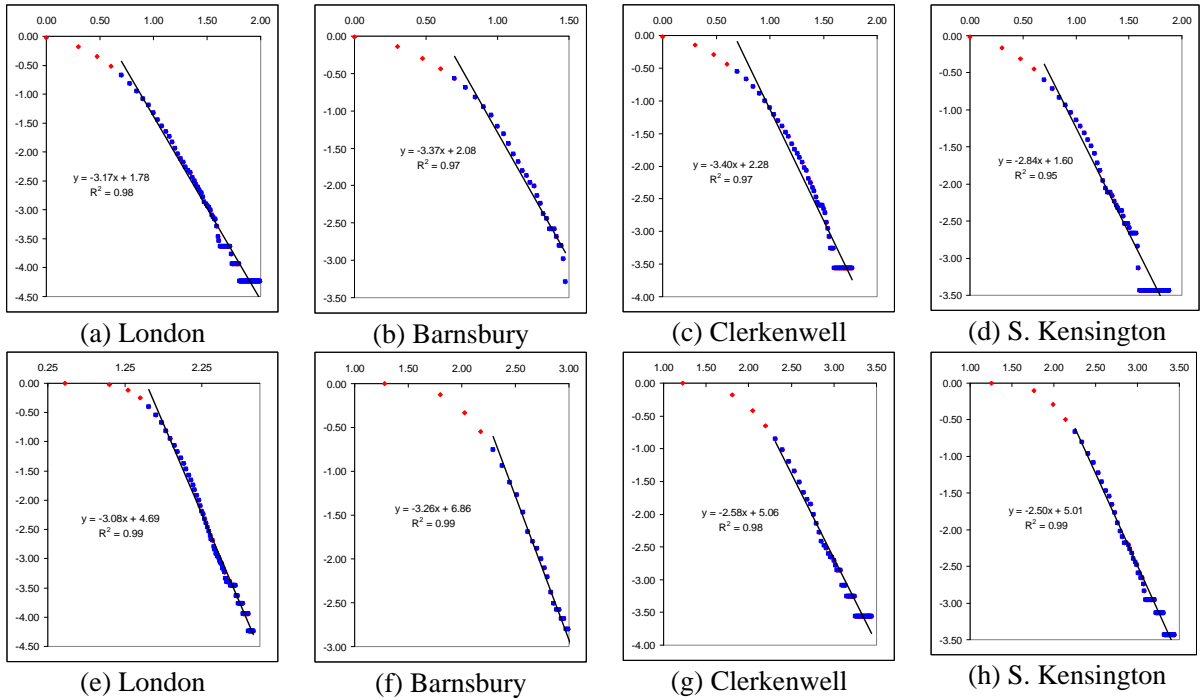 0.00 0.50 1.00 1.50 2.00
0.00
-0.50
-1.00
-1.50
-2.00
-2.50
-3.00
-3.50
-4.00
-4.50
y = -3.17x + 1.78
R² = 0.98
(a) London
0.00 0.50 1.00 1.50
0.00
-0.50
-1.00
-1.50
-2.00
-2.50
-3.00
-3.50
y = -3.37x + 2.08
R² = 0.97
(b) Barnsbury
0.00 0.50 1.00 1.50 2.00
0.00
-0.50
-1.00
-1.50
-2.00
-2.50
-3.00
-3.50
-4.00
y = -3.40x + 2.28
R² = 0.97
(c) Clerkenwell
0.00 0.50 1.00 1.50 2.00
0.00
-0.50
-1.00
-1.50
-2.00
-2.50
-3.00
-3.50
y = -2.84x + 1.60
R² = 0.95
(d) S. Kensington
0.25 1.25 2.25
0.00
-0.50
-1.00
-1.50
-2.00
-2.50
-3.00
-3.50
-4.00
-4.50
y = -3.08x + 4.69
R² = 0.99
(e) London
1.00 1.50 2.00 2.50 3.00
0.00
-0.50
-1.00
-1.50
-2.00
-2.50
-3.00
y = -3.26x + 6.86
R² = 0.99
(f) Barnsbury
1.00 1.50 2.00 2.50 3.00 3.50
0.00
-0.50
-1.00
-1.50
-2.00
-2.50
-3.00
-3.50
-4.00
y = -2.58x + 5.06
R² = 0.98
(g) Clerkenwell
1.00 1.50 2.00 2.50 3.00 3.50
0.00
-0.50
-1.00
-1.50
-2.00
-2.50
-3.00
-3.50
y = -2.50x + 5.01
R² = 0.99
(h) S. Kensington